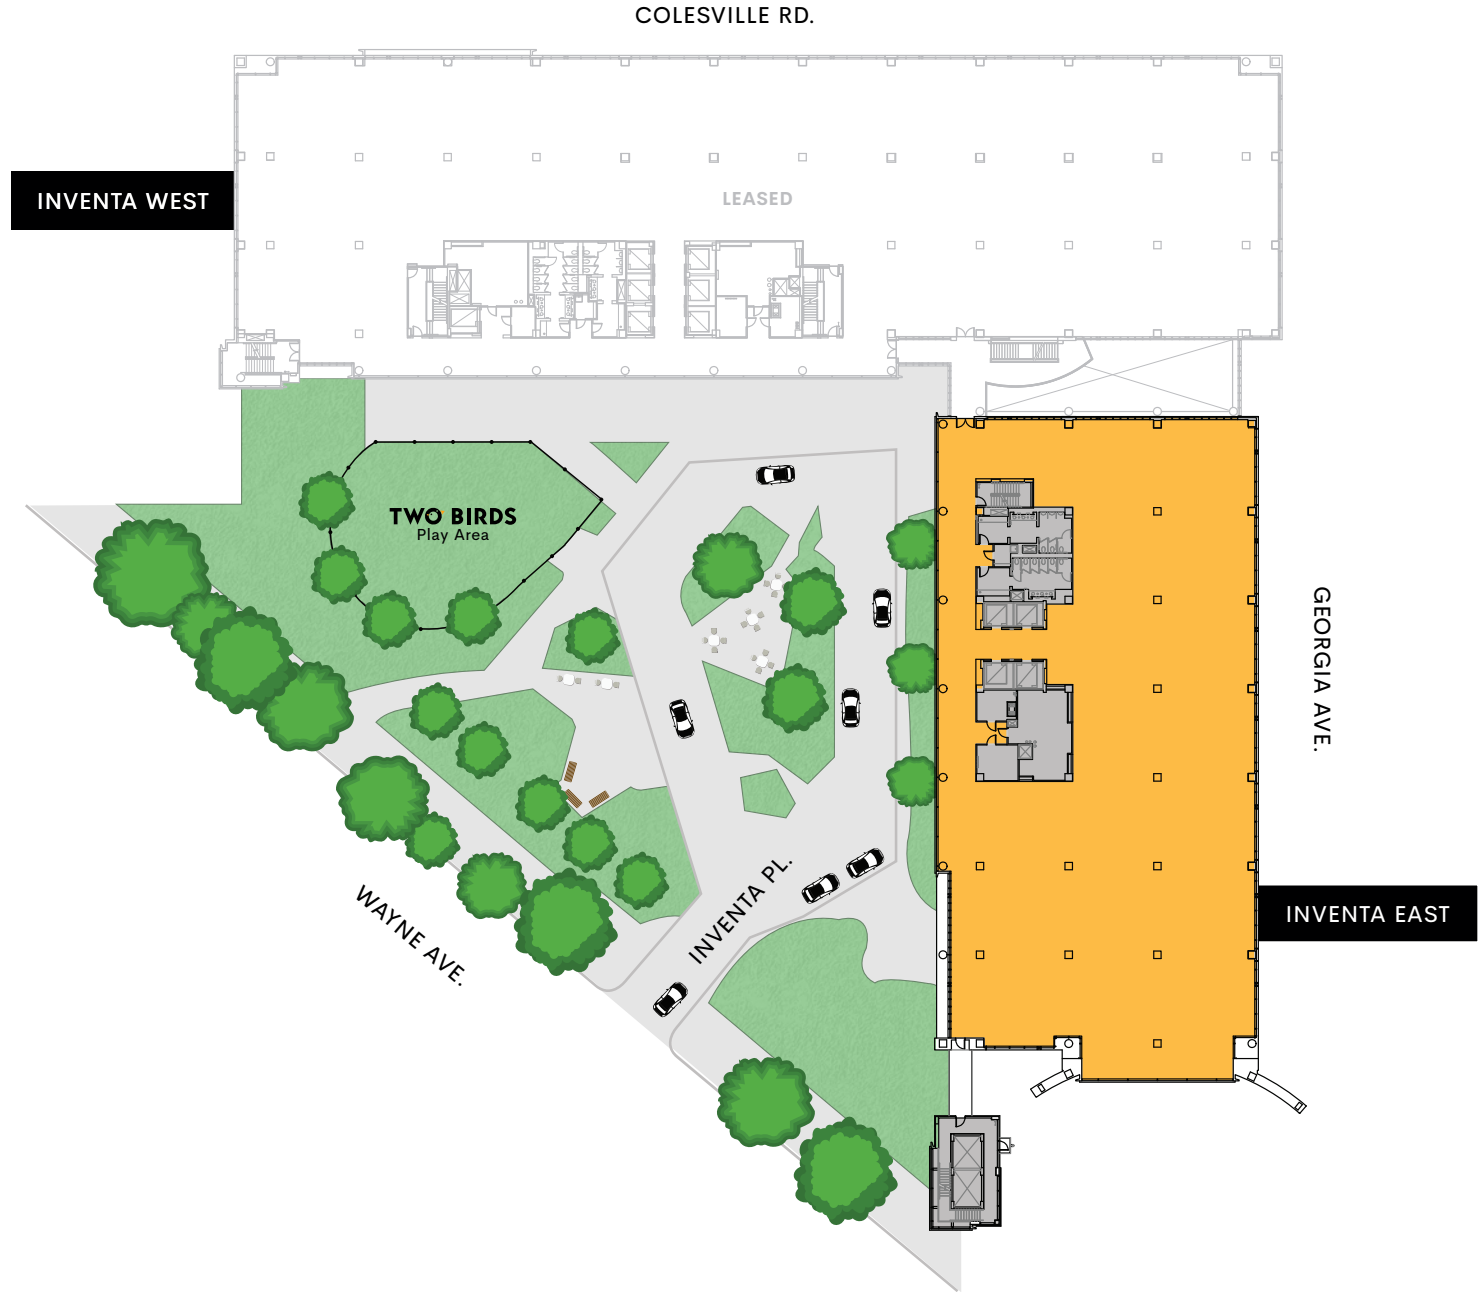 COLESVILLE RD.
INVENTA WEST
LEASED
TWO BIRDS
Play Area
GEORGIA AVE.
INVENTA PL.
WAYNE AVE.
INVENTA EAST